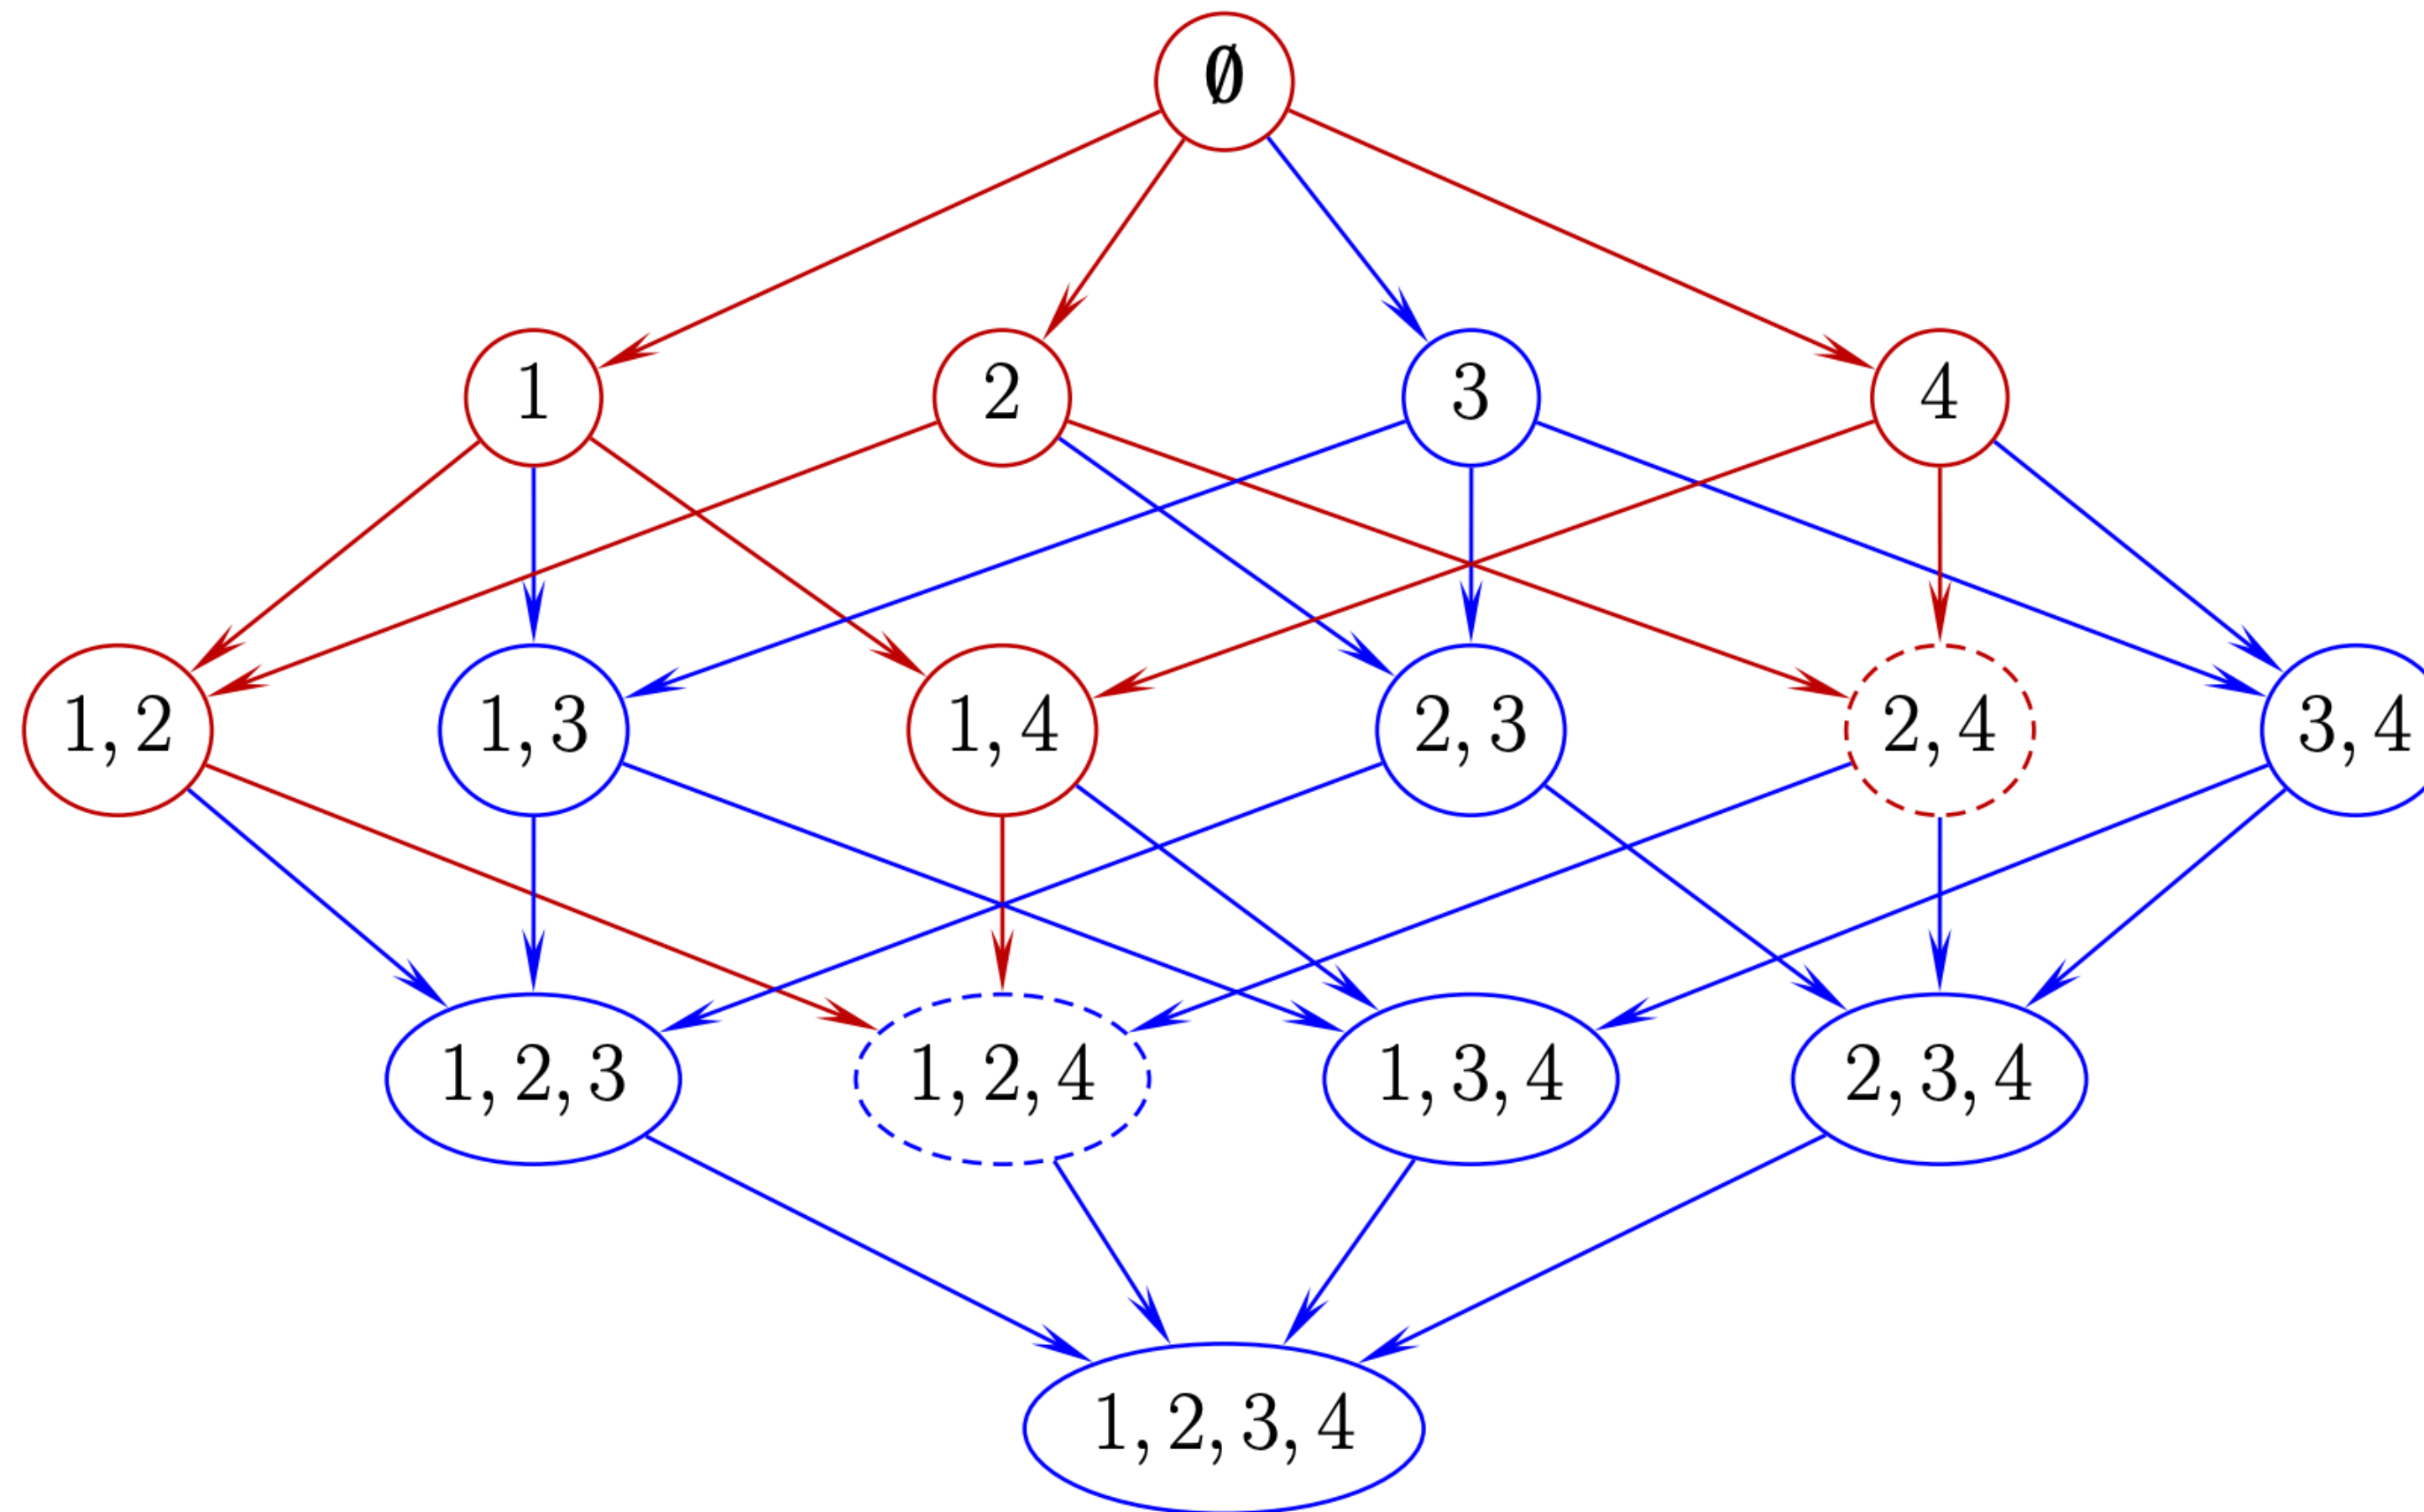 ∅
1 2 3 4
1, 2 1, 3 1, 4 2, 3 2, 4 3, 4
1, 2, 3 1, 2, 4 1, 3, 4 2, 3, 4
1, 2, 3, 4